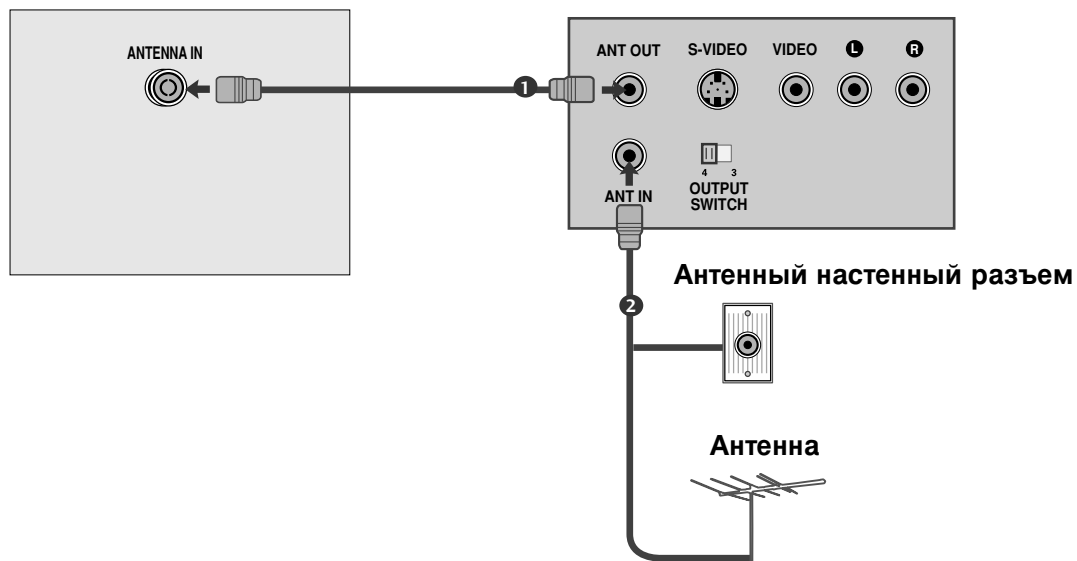 ANTENNA IN
ANT OUT S-VIDEO VIDEO L R
1
4 3
ANT IN OUTPUT
SWITCH
Антенный настенный разъем
2
Антенна